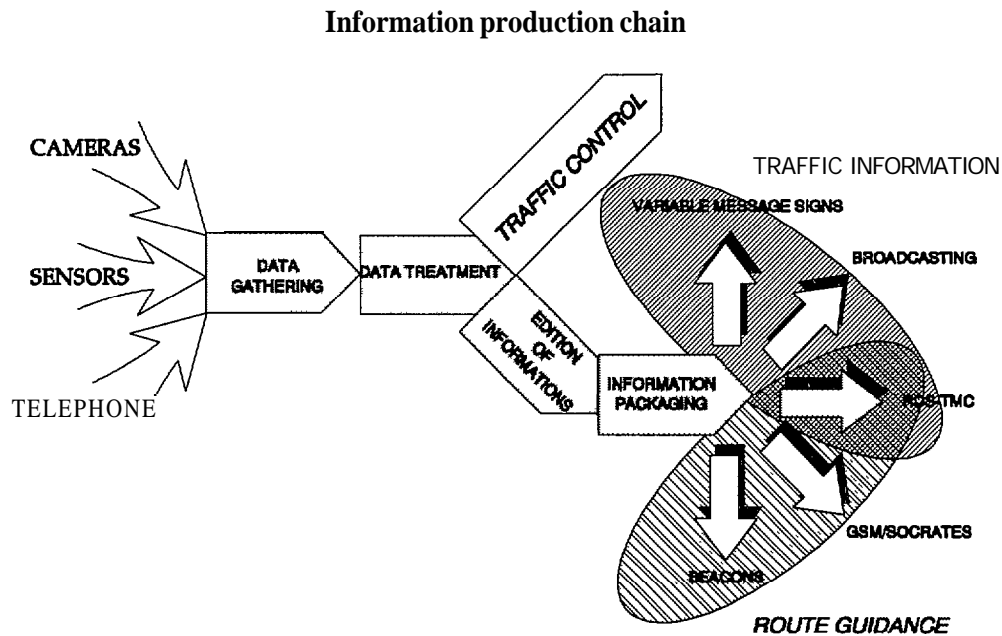 Information production chain
CAMERAS
SENSORS
TELEPHONE
DATA
GATHERING
DATA TREATMENT
TRAFFIC CONTROL
EDITION
OF
INFORMATIONS
INFORMATION
PACKAGING
TRAFFIC INFORMATION
VARIABLE MESSAGE SIGNS
BROADCASTING
RDS/TMC
GSM/SOCRATES
BEACONS
ROUTE GUIDANCE